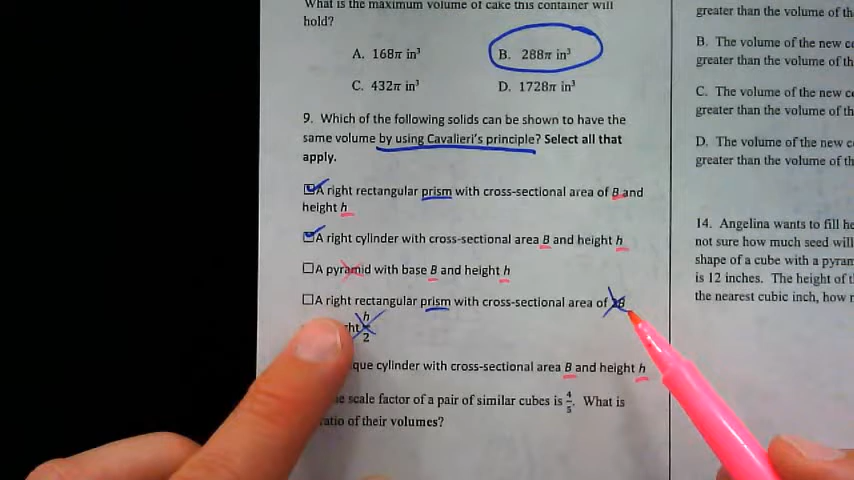 What is the maximum volume of cake this container will
hold?
A. 168π in³
B. 288π in³
C. 432π in³
D. 1728π in³
9. Which of the following solids can be shown to have the
same volume by using Cavalieri's principle? Select all that
apply.
A right rectangular prism with cross-sectional area of B and
height h
A right cylinder with cross-sectional area B and height h
A pyramid with base B and height h
A right rectangular prism with cross-sectional area of 2B
ht h/2
que cylinder with cross-sectional area B and height h
scale factor of a pair of similar cubes is 4/5. What is
ratio of their volumes?
greater than the volume of
B. The volume of the new
greater than the volume of th
C. The volume of the new
greater than the volume of th
D. The volume of the new
greater than the volume of th
14. Angelina wants to fill
not sure how much seed will
shape of a cube with a pyram
is 12 inches. The height of
the nearest cubic inch, how